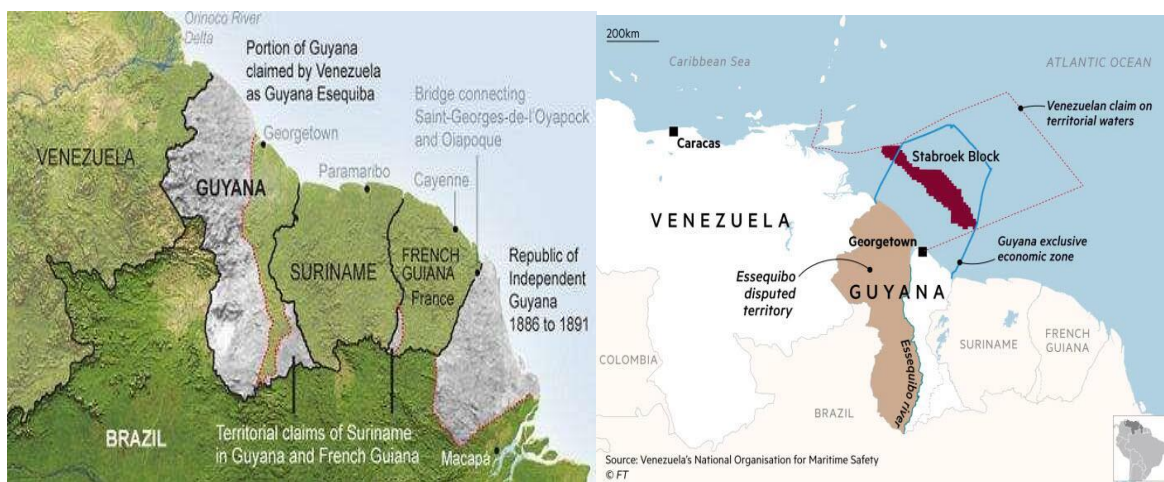 Orinoco River
Delta
Portion of Guyana
claimed by Venezuela
as Guyana Esequiba
Bridge connecting
Saint-Georges-de-l'Oyapock
and Oiapoque
Georgetown
VENEZUELA
Paramaribo
Cayenne
GUYANA
SURINAME
FRENCH
GUIANA
France
Republic of
Independent
Guyana
1886 to 1891
BRAZIL
Territorial claims of Suriname
in Guyana and French Guiana
Macapá
200km
Caribbean Sea
ATLANTIC OCEAN
Venezuelan claim on
territorial waters
Caracas
Stabroek Block
VENEZUELA
Georgetown
Guyana exclusive
economic zone
Essequibo
disputed
territory
GUYANA
Essequibo river
SURINAME
FRENCH
GUIANA
COLOMBIA
BRAZIL
Source: Venezuela's National Organisation for Maritime Safety
© FT